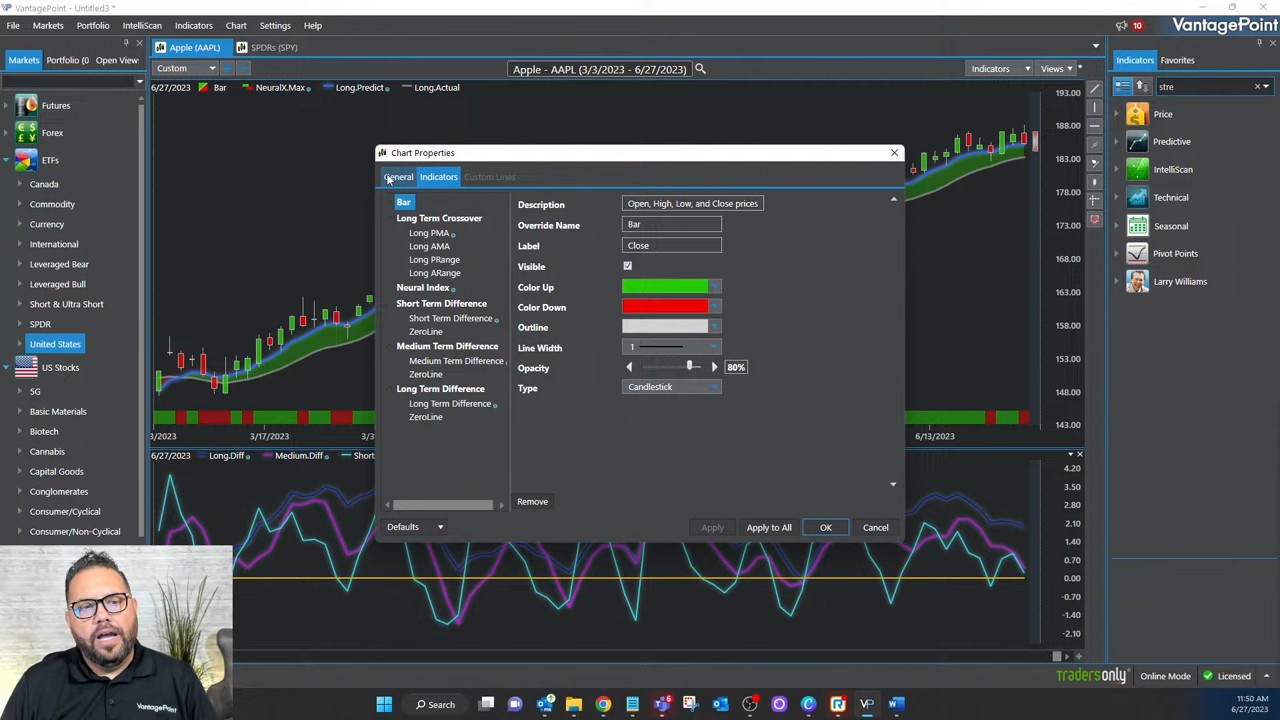 VantagePoint - Untitled3 *
File Markets Portfolio IntelliScan Indicators Chart Settings Help
10 VantagePoint
Markets Portfolio (0 Open View:
Apple (AAPL) SPDRs (SPY)
Indicators Favorites
Custom
Apple - AAPL (3/3/2023 - 6/27/2023)
Indicators Views
stre
6/27/2023 Bar NeuralX.Max Long.Predict Long.Actual
Futures
Forex
ETFs
Canada
Commodity
Currency
International
Leveraged Bear
Leveraged Bull
Short & Ultra Short
SPDR
United States
US Stocks
5G
Basic Materials
Biotech
Cannabis
Capital Goods
Conglomerates
Consumer/Cyclical
Consumer/Non-Cyclical
193.00
188.00
183.00
178.00
173.00
168.00
163.00
158.00
153.00
148.00
143.00
3/3/2023 3/17/2023 3/3 6/13/2023
Chart Properties
General Indicators Custom Lines
Bar
Long Term Crossover
Long PMA
Long AMA
Long PRange
Long ARange
Neural Index
Short Term Difference
Short Term Difference
ZeroLine
Medium Term Difference
Medium Term Difference
ZeroLine
Long Term Difference
Long Term Difference
ZeroLine
Description Open, High, Low, and Close prices
Override Name Bar
Label Close
Visible
Color Up
Color Down
Outline
Line Width 1
Opacity 80%
Type Candlestick
Remove
Defaults Apply Apply to All OK Cancel
Price
Predictive
IntelliScan
Technical
Seasonal
Pivot Points
Larry Williams
6/27/2023 Long.Diff Medium.Diff Short
4.20
3.50
2.80
2.10
1.40
0.70
0.00
-0.70
-1.40
-2.10
VantagePoint
tradersonly Online Mode Licensed
Search
6
VP
11:50 AM
6/27/2023